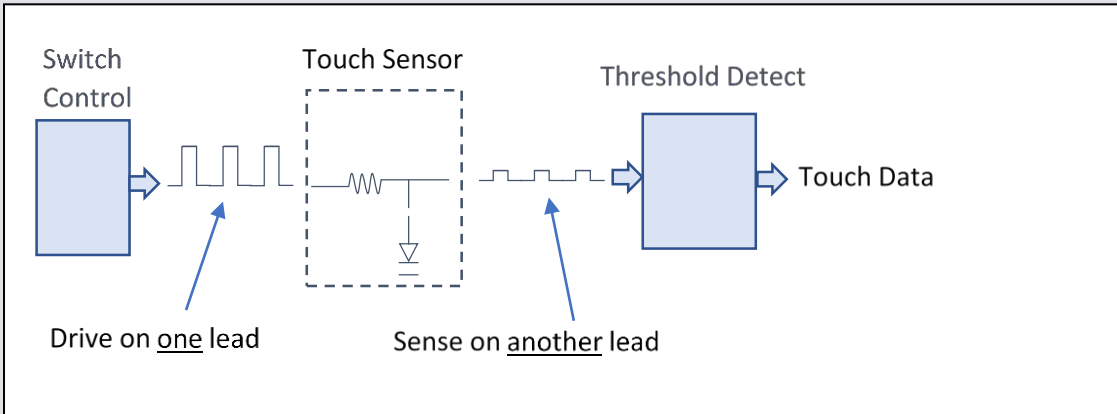 Switch
Control
Touch Sensor
Threshold Detect
Touch Data
Drive on one lead
Sense on another lead